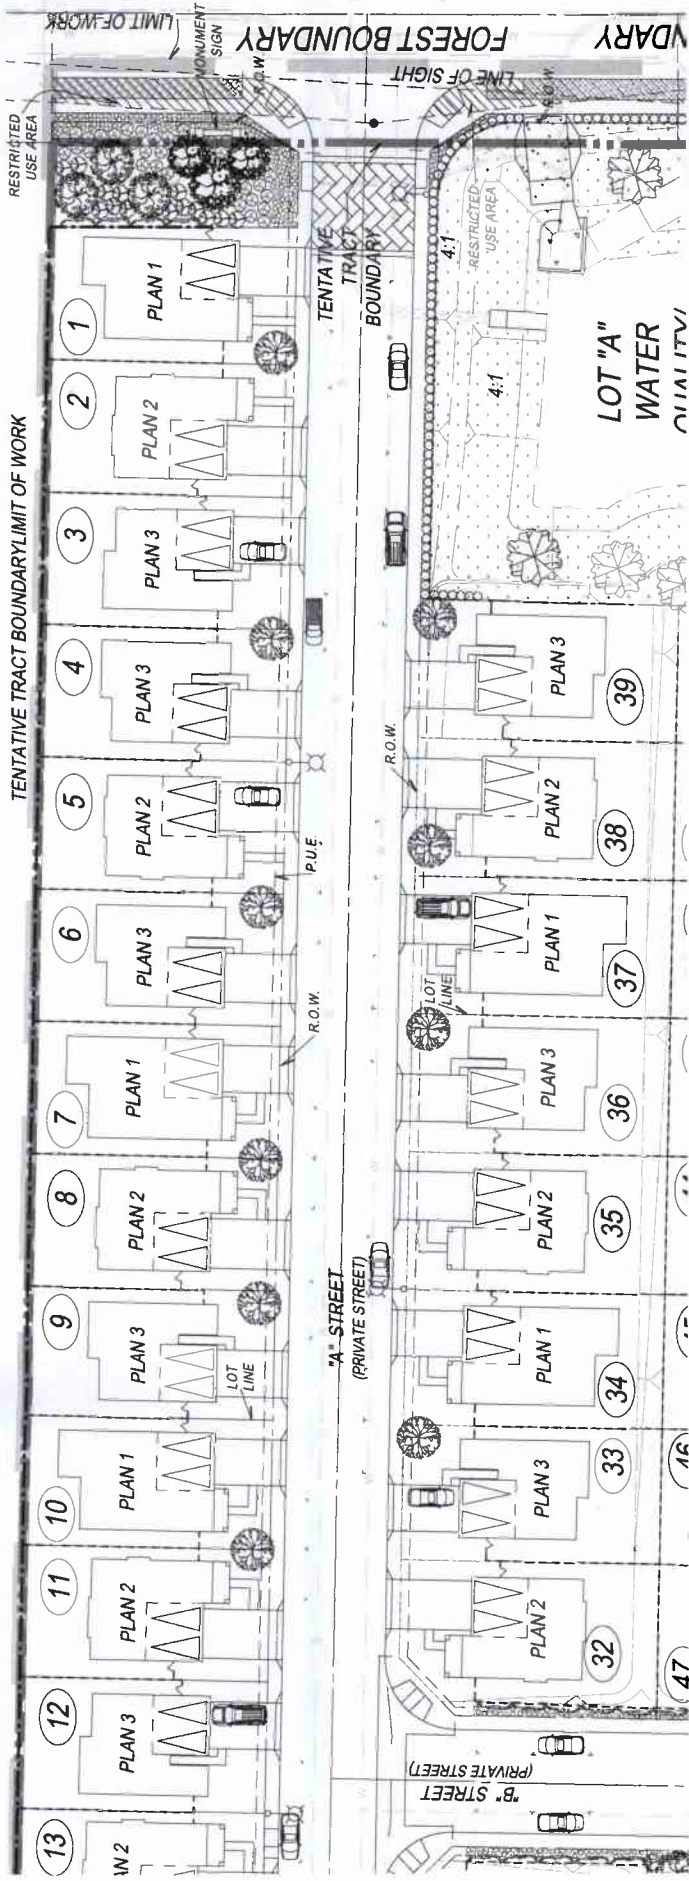 LIMIT OF WORK
MONUMENT
SIGN
R.O.W.
FOREST BOUNDARY
LINE OF SIGHT
R.O.W.
RESTRICTED
USE AREA
TENTATIVE
TRACT
BOUNDARY
RESTRICTED
USE AREA
4:1
4:1
LOT "A"
WATER
TENTATIVE TRACT BOUNDARY/LIMIT OF WORK
1
PLAN 1
2
PLAN 2
3
PLAN 3
4
PLAN 3
5
PLAN 2
6
PLAN 3
7
PLAN 1
8
PLAN 2
9
PLAN 3
10
PLAN 1
11
PLAN 2
12
PLAN 3
13
P.U.E.
R.O.W.
R.O.W.
LOT
LINE
LOT
LINE
"A" STREET
(PRIVATE STREET)
39
PLAN 3
38
PLAN 2
37
PLAN 1
36
PLAN 3
35
PLAN 2
34
PLAN 1
33
PLAN 3
32
PLAN 2
46
47
"B" STREET
(PRIVATE STREET)